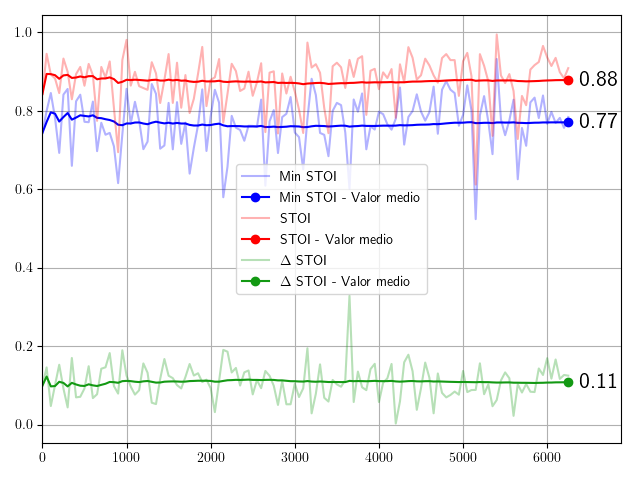 1.0
0.8
0.6
0.4
0.2
0.0
0.88
0.77
0.11
Min STOI
Min STOI - Valor medio
STOI
STOI - Valor medio
Δ STOI
Δ STOI - Valor medio
0 1000 2000 3000 4000 5000 6000